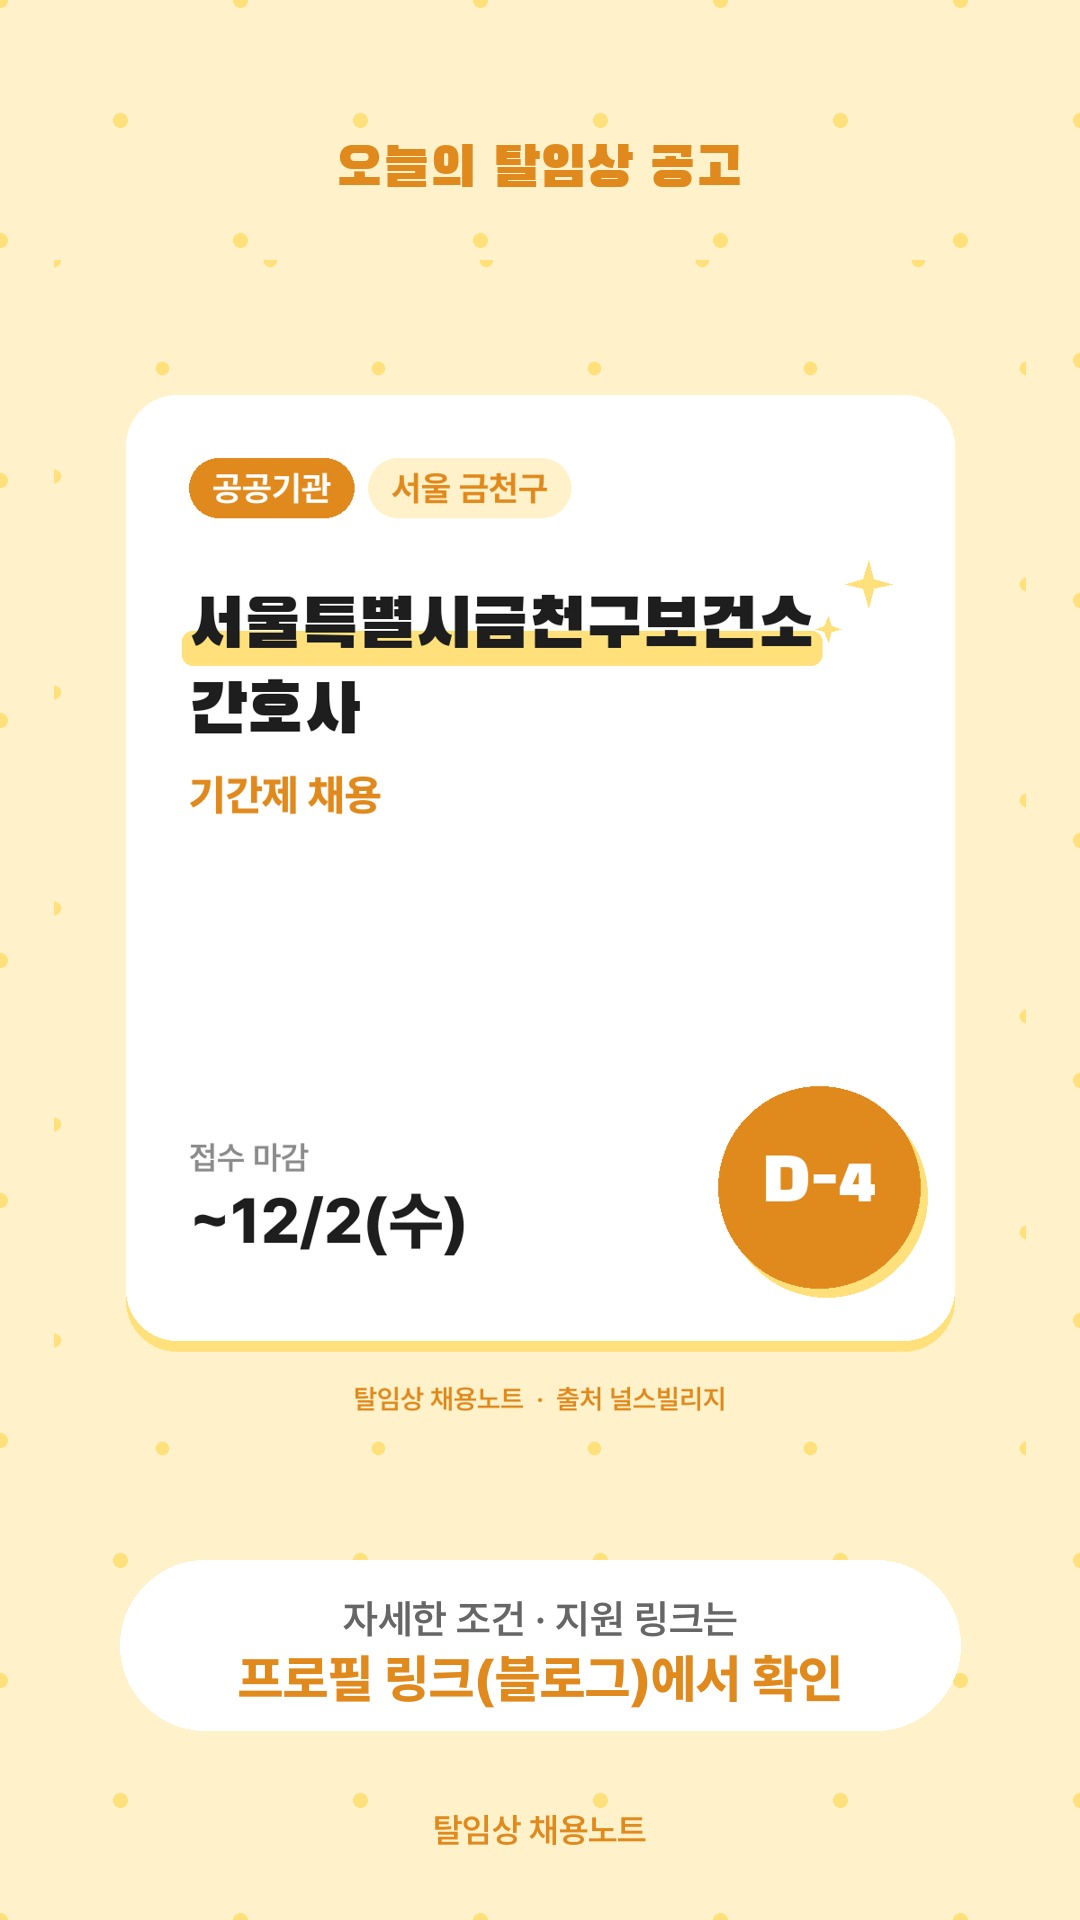 오늘의 탈임상 공고
공공기관
서울 금천구
서울특별시금천구보건소
간호사
기간제 채용
접수 마감
~12/2(수)
D-4
탈임상 채용노트 · 출처 널스빌리지
자세한 조건 · 지원 링크는
프로필 링크(블로그)에서 확인
탈임상 채용노트